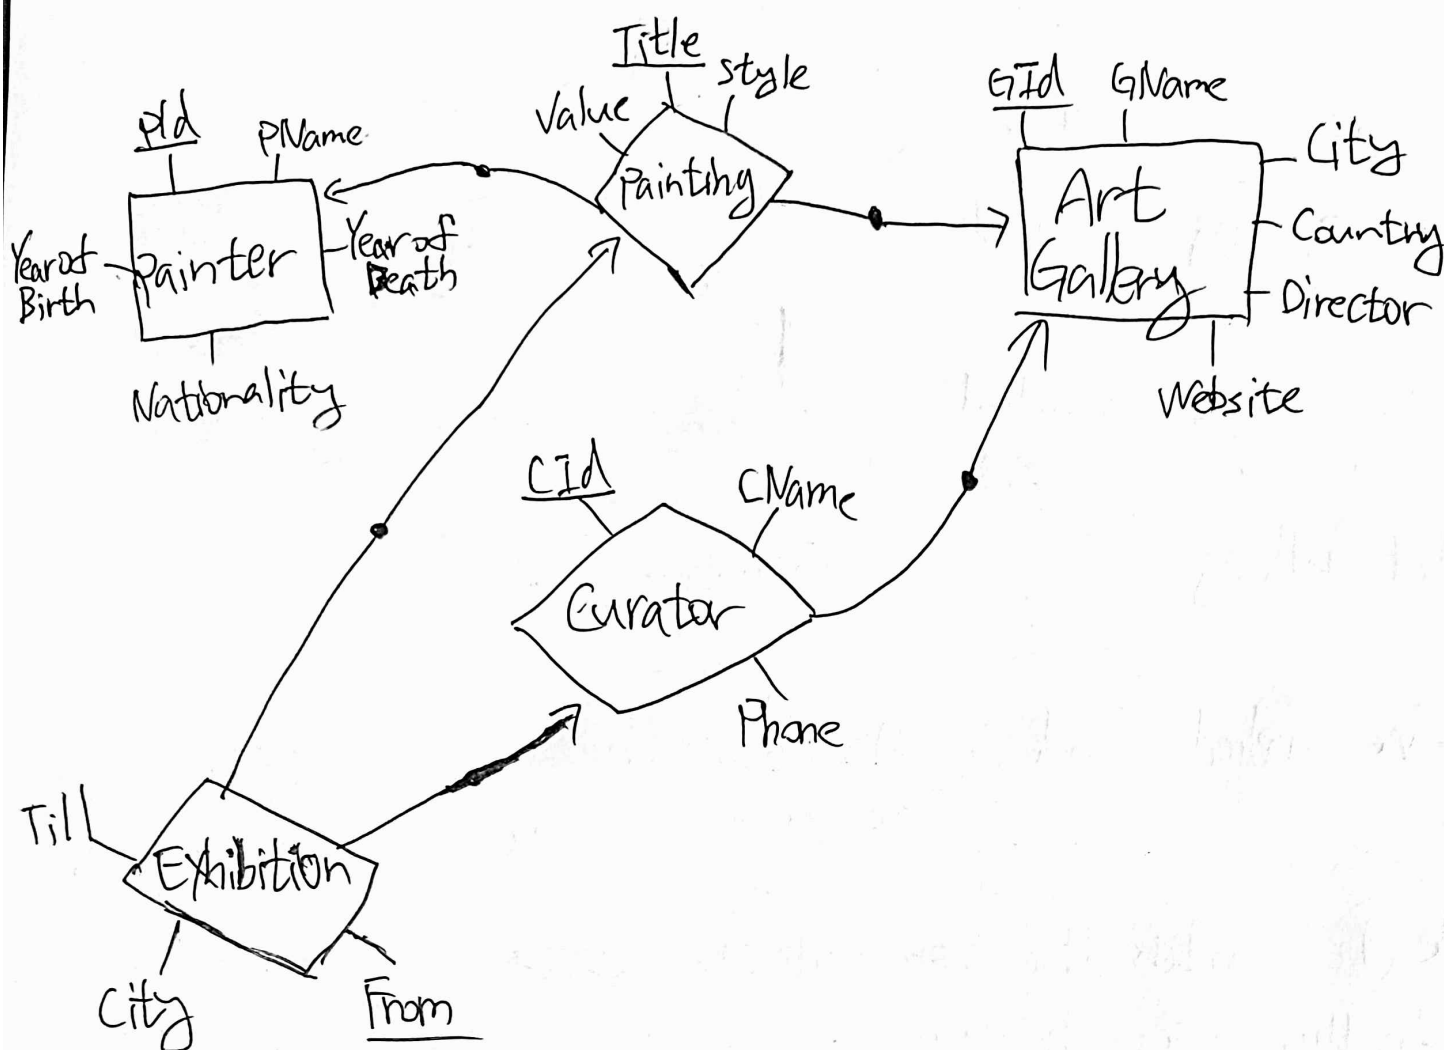 Title
style
Value
Painting
PId
PName
Year of
Birth
Painter
Year of
Death
Nationality
GId
GName
City
Art
Gallery
Country
Director
Website
CId
CName
Curator
Phone
Till
Exhibition
City
From